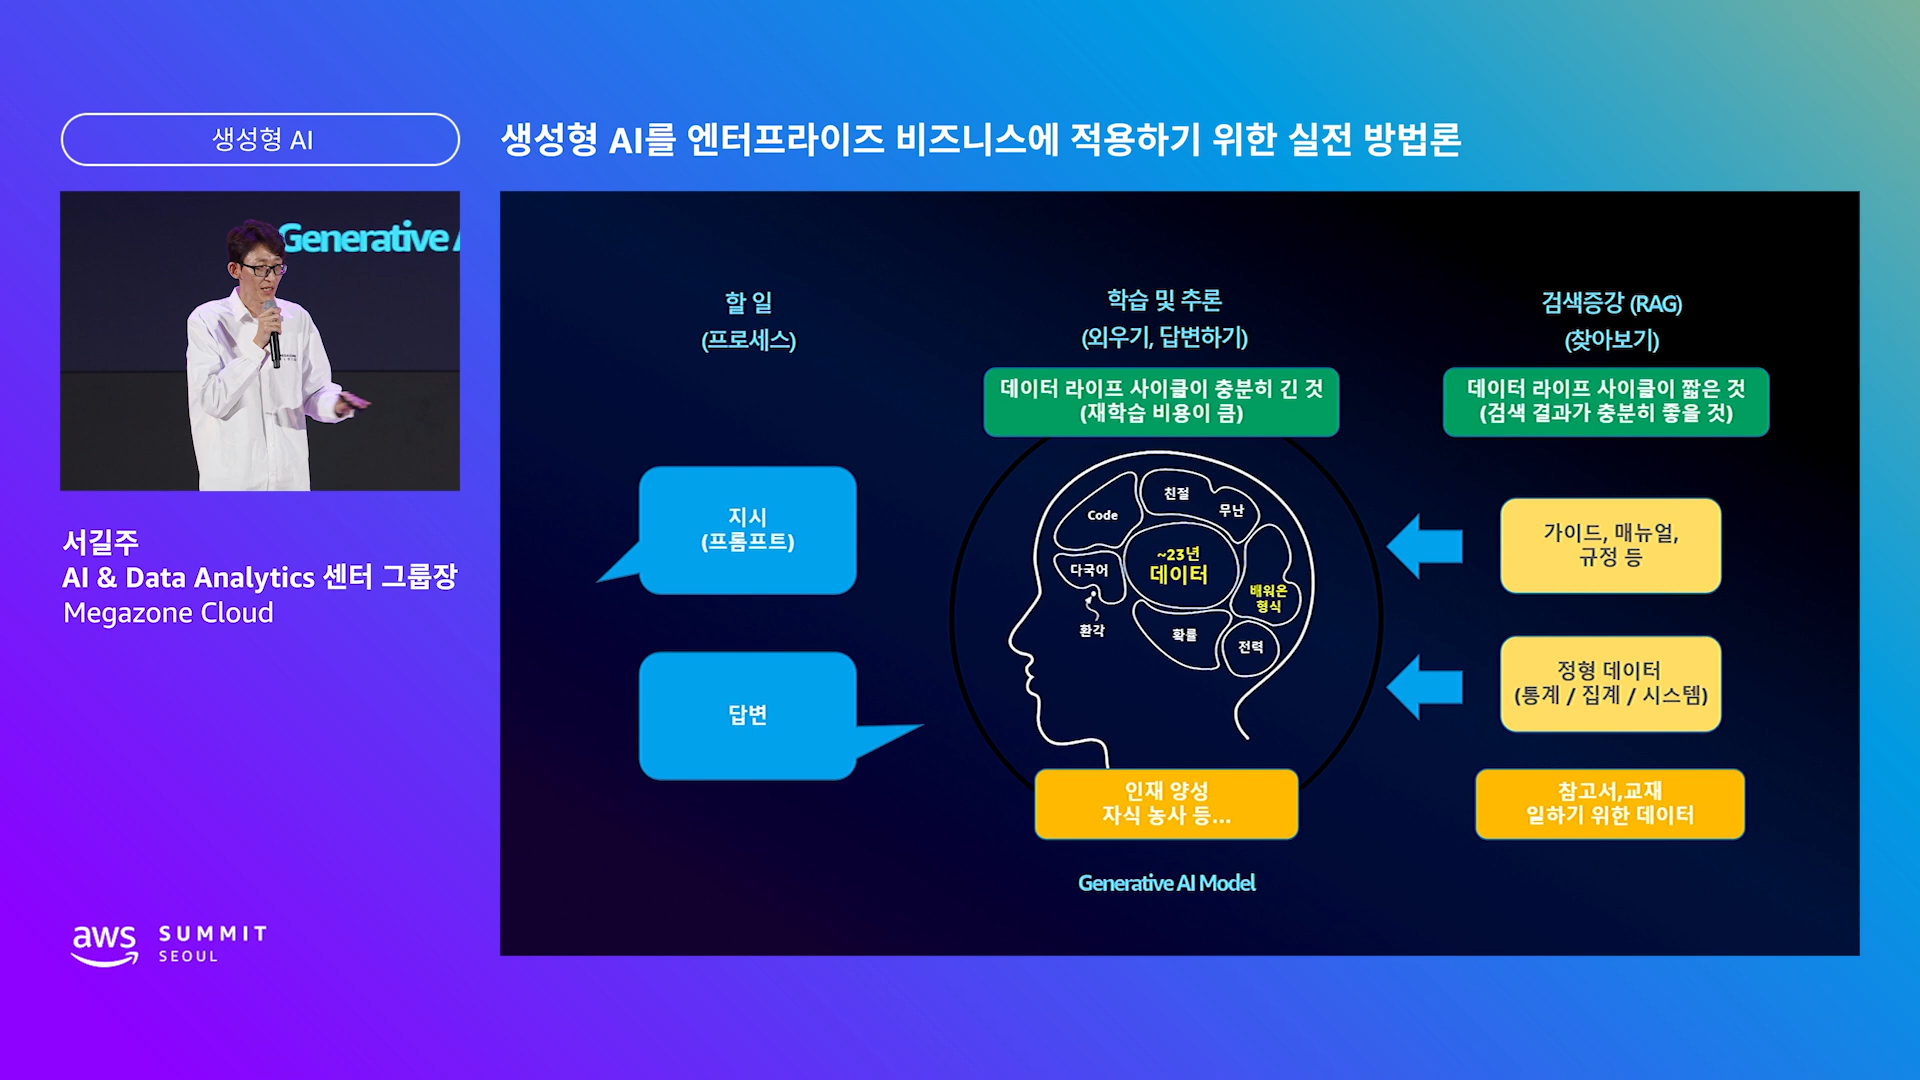 생성형 AI
생성형 AI를 엔터프라이즈 비즈니스에 적용하기 위한 실전 방법론
Generative A
서길주
AI & Data Analytics 센터 그룹장
Megazone Cloud
aws SUMMIT
SEOUL
할 일
(프로세스)
지시
(프롬프트)
답변
학습 및 추론
(외우기, 답변하기)
데이터 라이프 사이클이 충분히 긴 것
(재학습 비용이 큼)
친절
Code
무난
~23년
데이터
다국어
배워온
형식
환각
확률
전력
인재 양성
자식 농사 등...
Generative AI Model
검색증강 (RAG)
(찾아보기)
데이터 라이프 사이클이 짧은 것
(검색 결과가 충분히 좋을 것)
가이드, 매뉴얼,
규정 등
정형 데이터
(통계 / 집계 / 시스템)
참고서,교재
일하기 위한 데이터